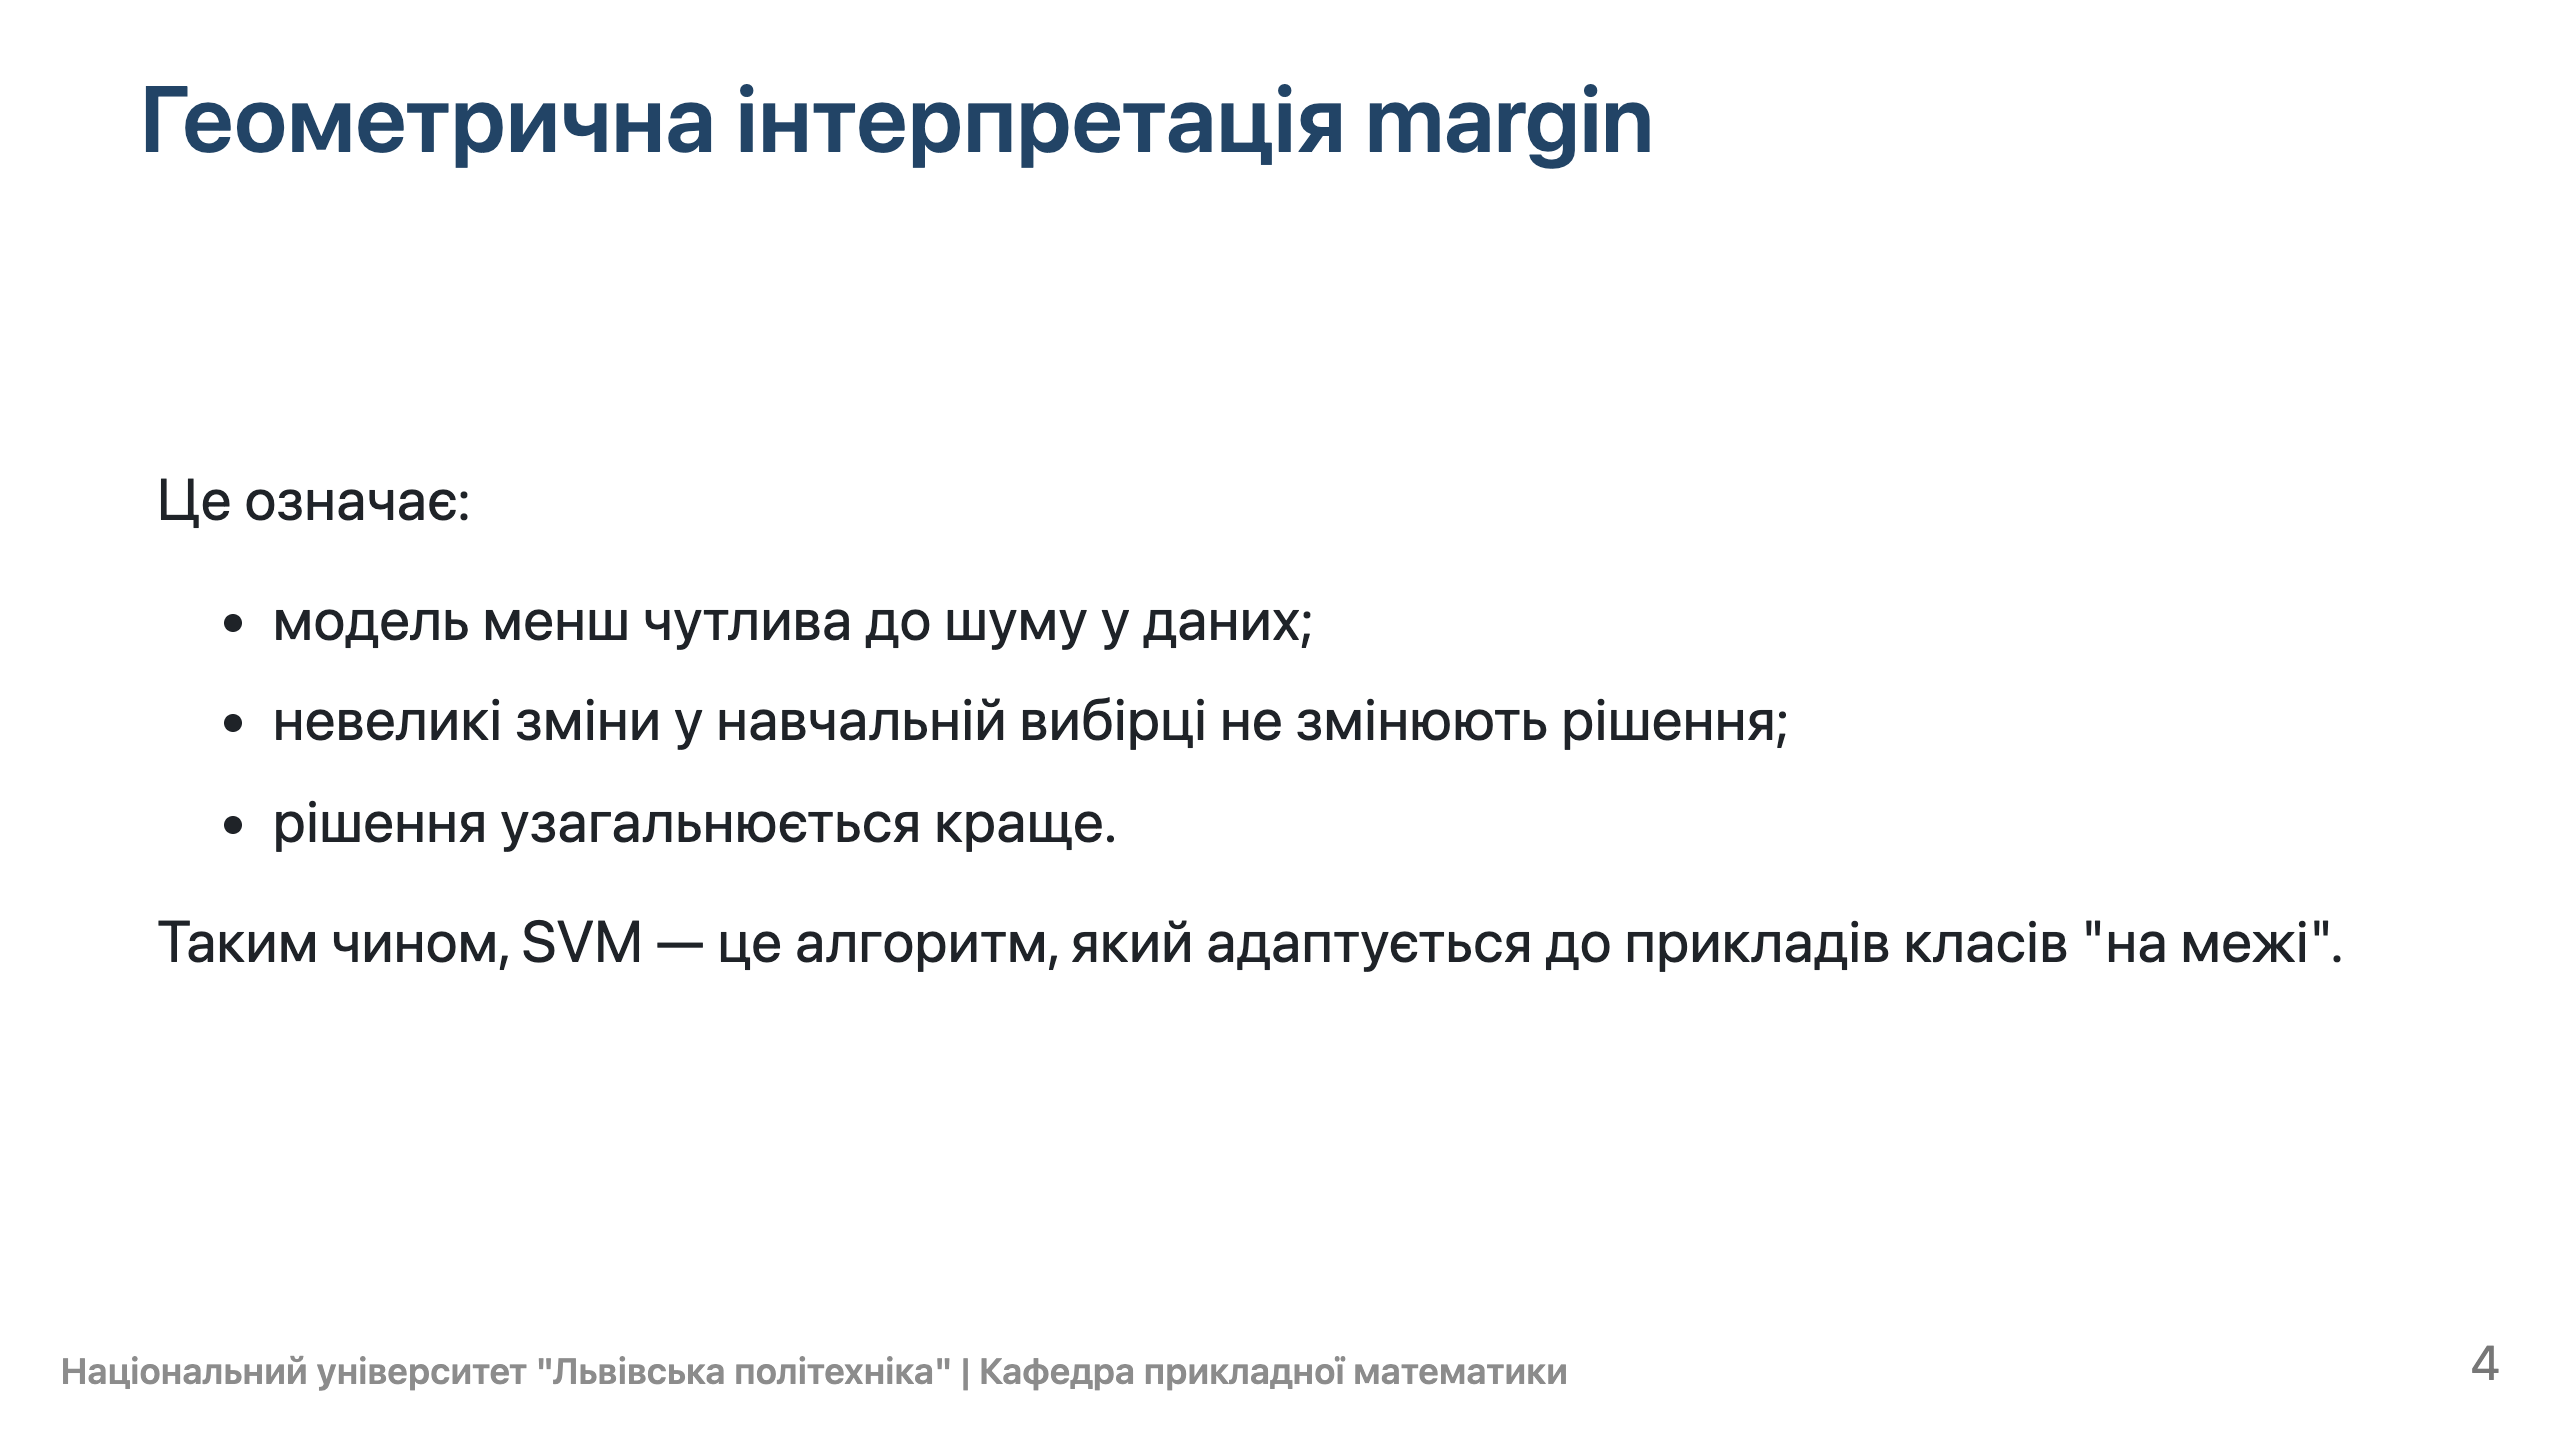 Геометрична інтерпретація margin
Це означає:
• модель менш чутлива до шуму у даних;
• невеликі зміни у навчальній вибірці не змінюють рішення;
• рішення узагальнюється краще.
Таким чином, SVM — це алгоритм, який адаптується до прикладів класів "на межі".
Національний університет "Львівська політехніка" | Кафедра прикладної математики
4